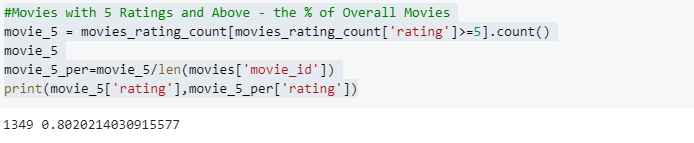 #Movies with 5 Ratings and Above - the % of Overall Movies
movie_5 = movies_rating_count[movies_rating_count['rating']>=5].count()
movie_5
movie_5_per=movie_5/len(movies['movie_id'])
print(movie_5['rating'],movie_5_per['rating'])
1349 0.8020214030915577